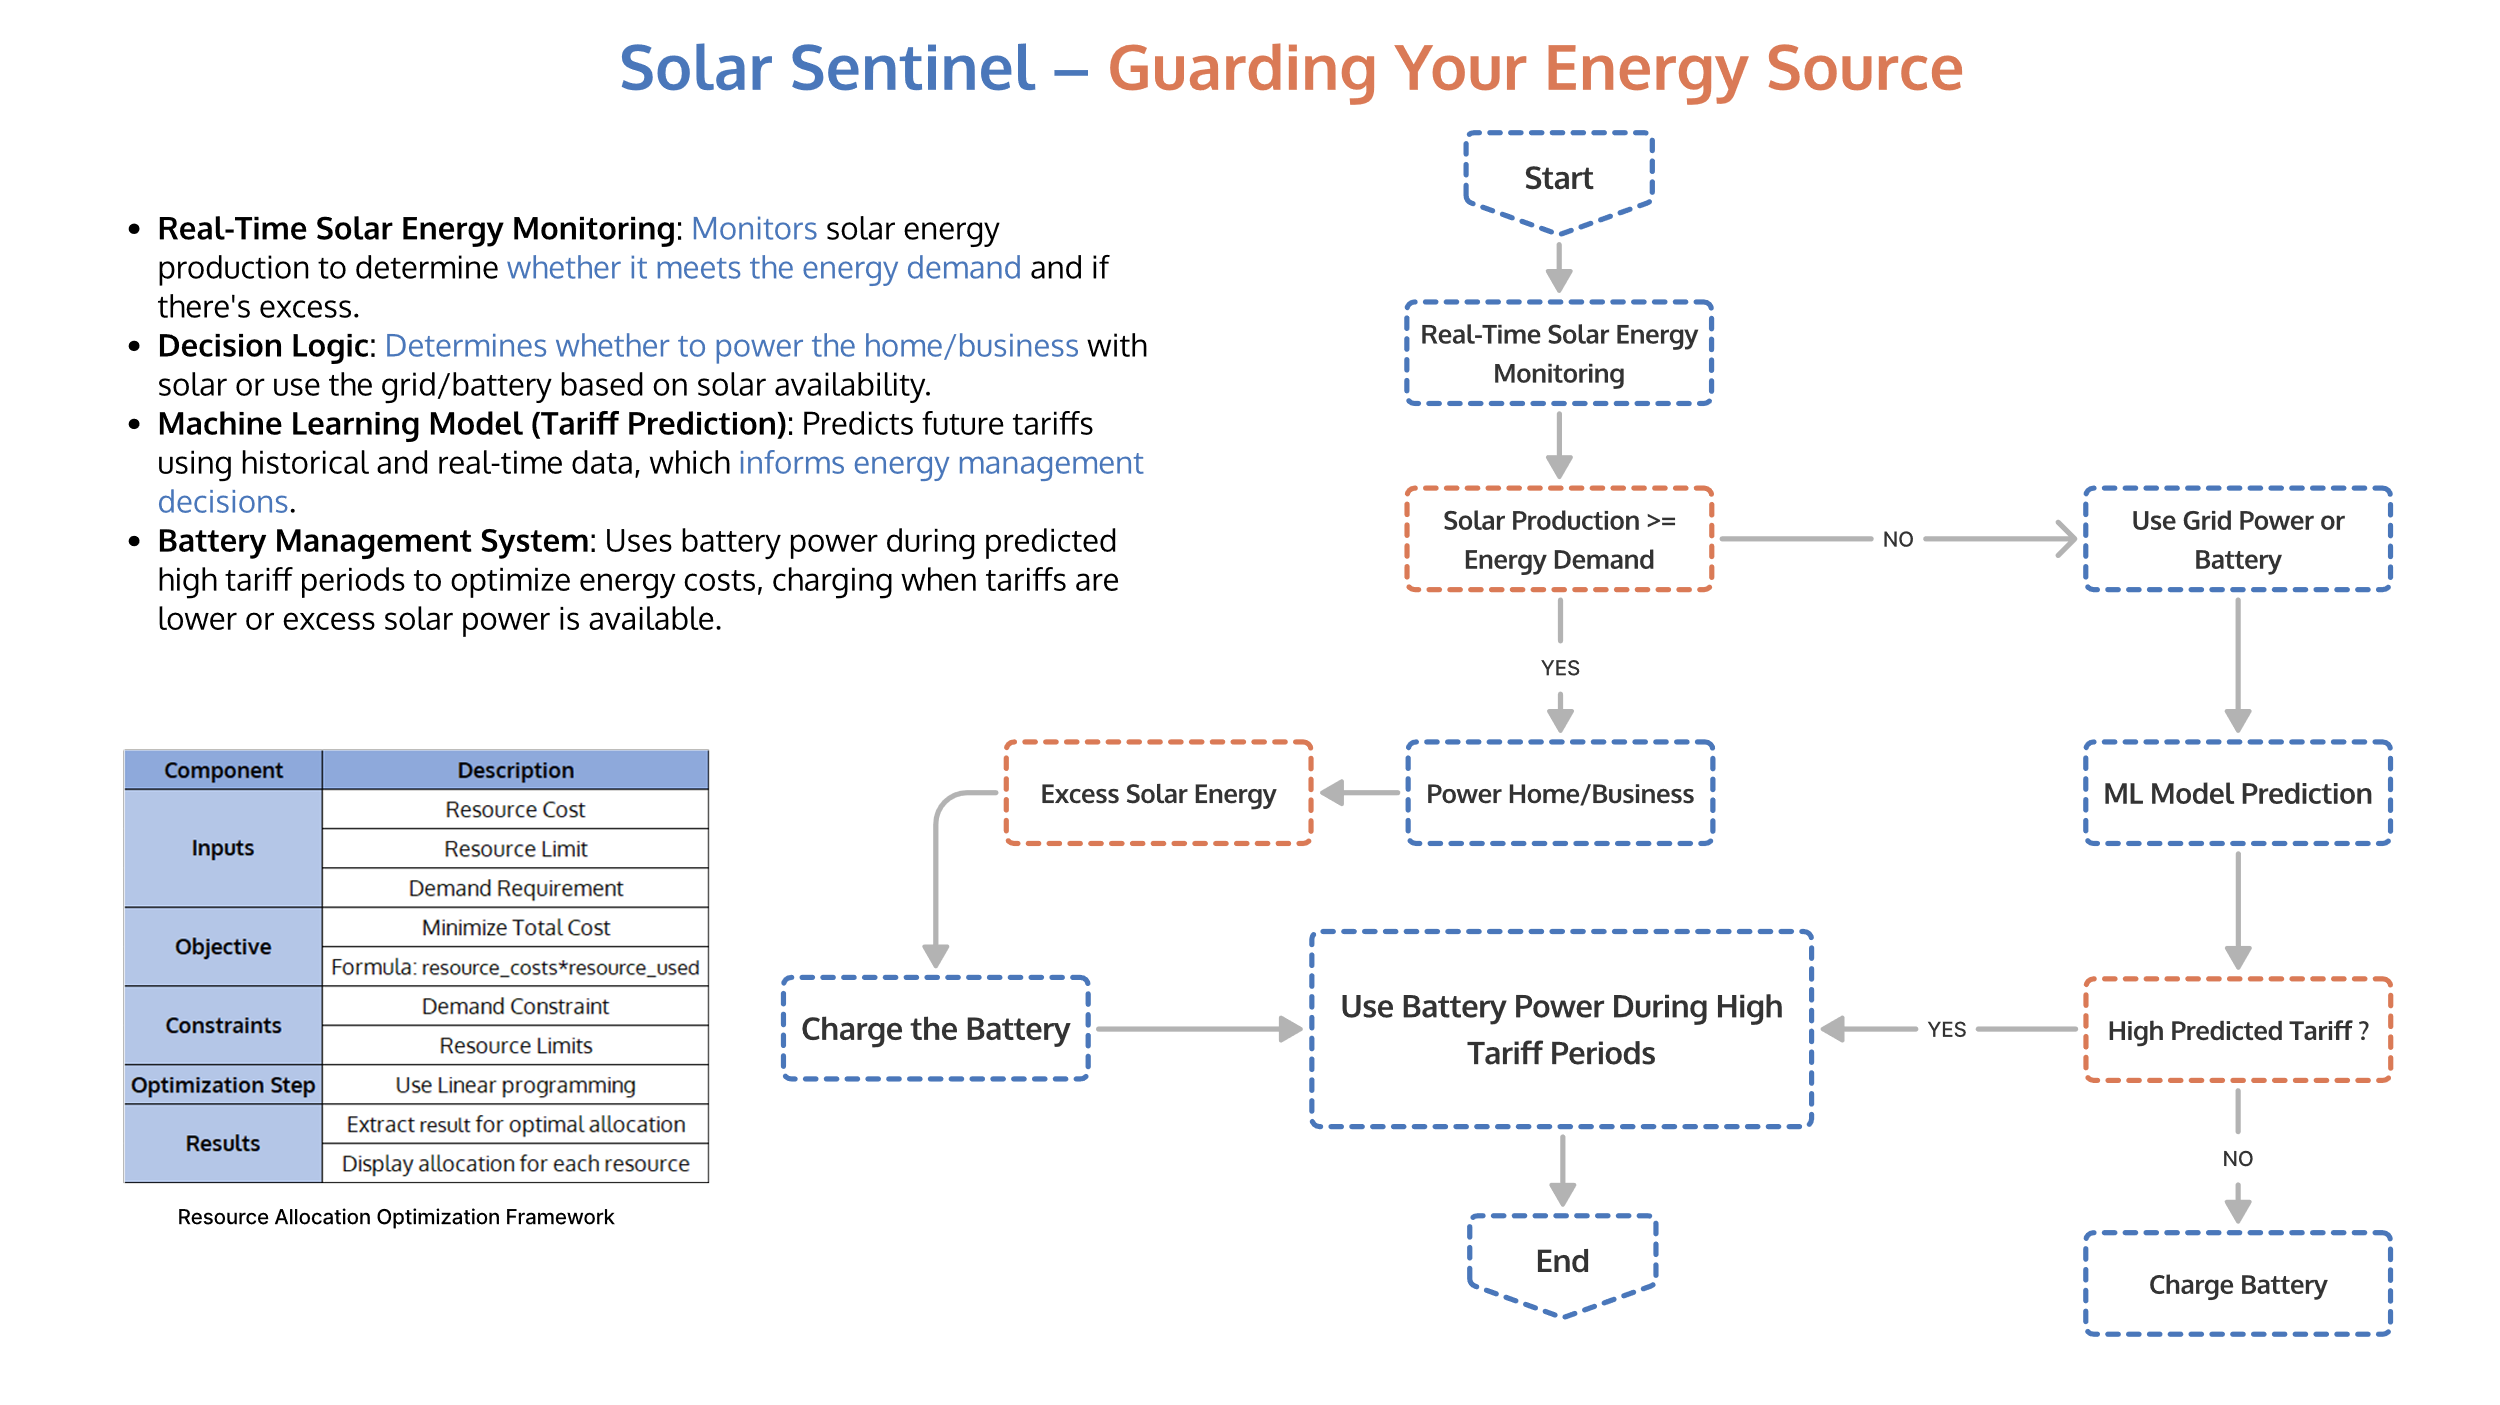 Solar Sentinel – Guarding Your Energy Source
• Real-Time Solar Energy Monitoring: Monitors solar energy
production to determine whether it meets the energy demand and if
there's excess.
• Decision Logic: Determines whether to power the home/business with
solar or use the grid/battery based on solar availability.
• Machine Learning Model (Tariff Prediction): Predicts future tariffs
using historical and real-time data, which informs energy management
decisions.
• Battery Management System: Uses battery power during predicted
high tariff periods to optimize energy costs, charging when tariffs are
lower or excess solar power is available.
Component Description
Inputs
Resource Cost
Resource Limit
Demand Requirement
Objective
Minimize Total Cost
Formula: resource_costs*resource_used
Constraints
Demand Constraint
Resource Limits
Optimization Step Use Linear programming
Results
Extract result for optimal allocation
Display allocation for each resource
Resource Allocation Optimization Framework
Start
Real-Time Solar Energy
Monitoring
Solar Production >=
Energy Demand
NO
Use Grid Power or
Battery
YES
Excess Solar Energy
Power Home/Business
ML Model Prediction
Charge the Battery
Use Battery Power During High
Tariff Periods
YES
High Predicted Tariff ?
NO
End
Charge Battery